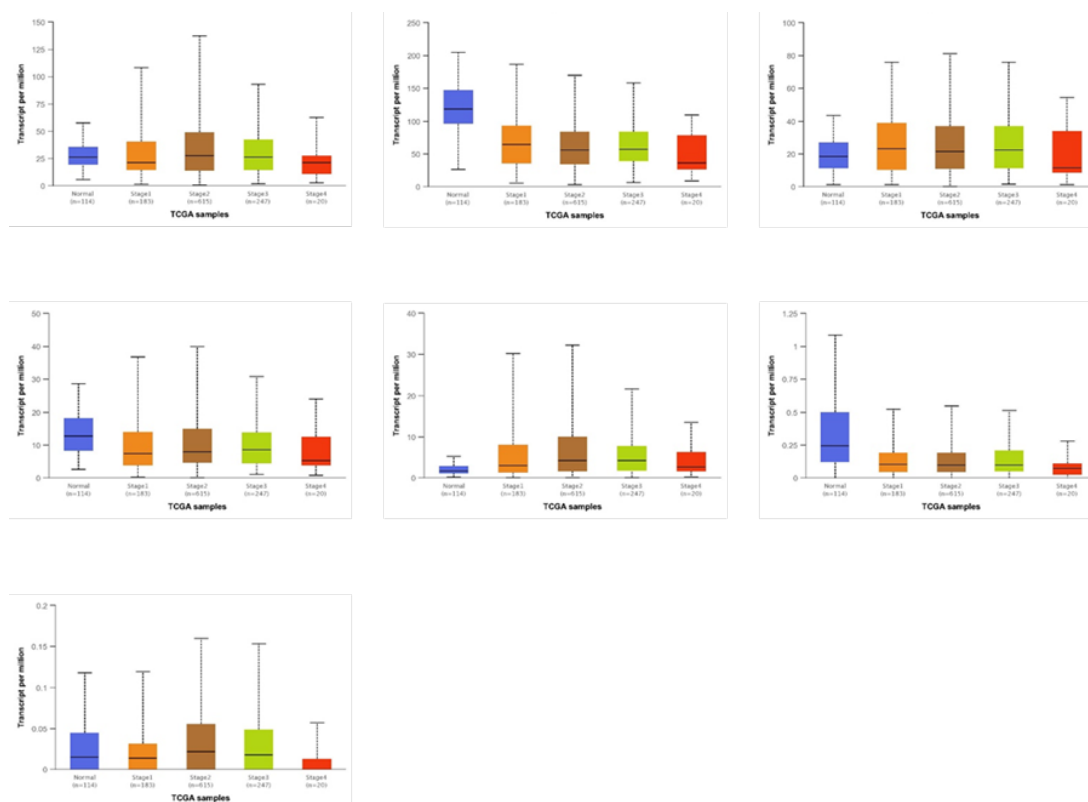 150
125
100
75
50
25
0
Transcript per million
Normal Stage1 Stage2 Stage3 Stage4
(n=114) (n=183) (n=615) (n=247) (n=20)
TCGA samples
250
200
150
100
50
0
Transcript per million
Normal Stage1 Stage2 Stage3 Stage4
(n=114) (n=183) (n=615) (n=247) (n=20)
TCGA samples
100
80
60
40
20
0
Transcript per million
Normal Stage1 Stage2 Stage3 Stage4
(n=114) (n=183) (n=615) (n=247) (n=20)
TCGA samples
50
40
30
20
10
0
Transcript per million
Normal Stage1 Stage2 Stage3 Stage4
(n=114) (n=183) (n=615) (n=247) (n=20)
TCGA samples
40
30
20
10
0
Transcript per million
Normal Stage1 Stage2 Stage3 Stage4
(n=114) (n=183) (n=615) (n=247) (n=20)
TCGA samples
1.25
1
0.75
0.5
0.25
0
Transcript per million
Normal Stage1 Stage2 Stage3 Stage4
(n=114) (n=183) (n=615) (n=247) (n=20)
TCGA samples
0.2
0.15
0.1
0.05
0
Transcript per million
Normal Stage1 Stage2 Stage3 Stage4
(n=114) (n=183) (n=615) (n=247) (n=20)
TCGA samples